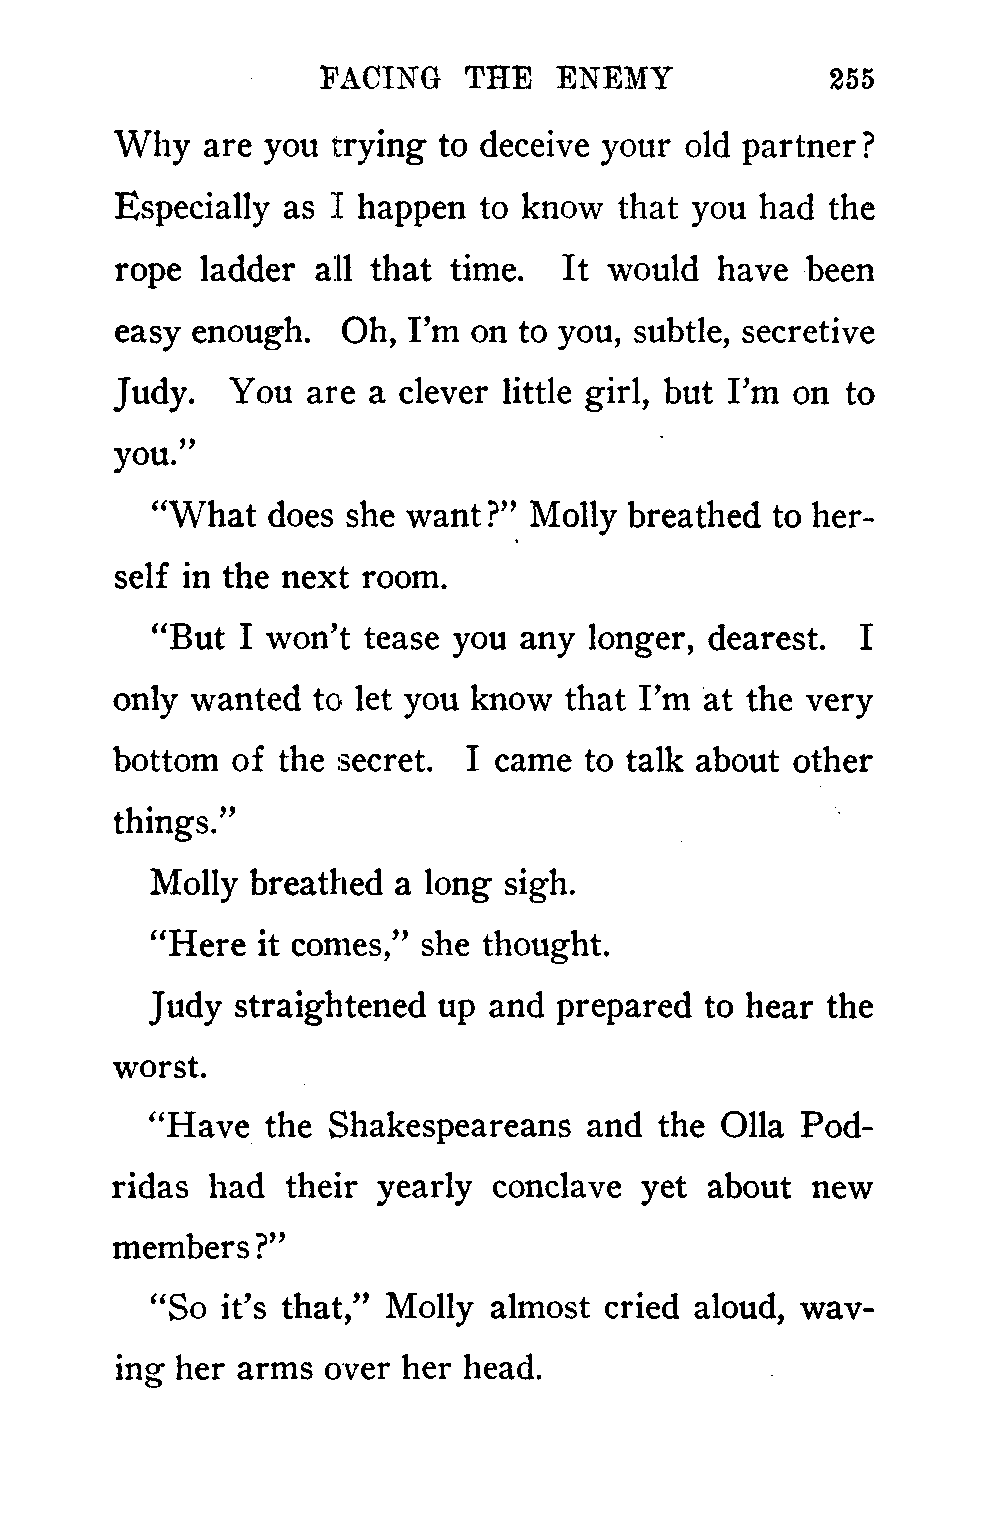 FACING THE ENEMY 255
Why are you trying to deceive your old partner?
Especially as I happen to know that you had the
rope ladder all that time. It would have been
easy enough. Oh, I'm on to you, subtle, secretive
Judy. You are a clever little girl, but I'm on to
you."
"What does she want?" Molly breathed to her-
self in the next room.
"But I won't tease you any longer, dearest. I
only wanted to let you know that I'm at the very
bottom of the secret. I came to talk about other
things."
Molly breathed a long sigh.
"Here it comes," she thought.
Judy straightened up and prepared to hear the
worst.
"Have the Shakespeareans and the Olla Pod-
ridas had their yearly conclave yet about new
members?"
"So it's that," Molly almost cried aloud, wav-
ing her arms over her head.